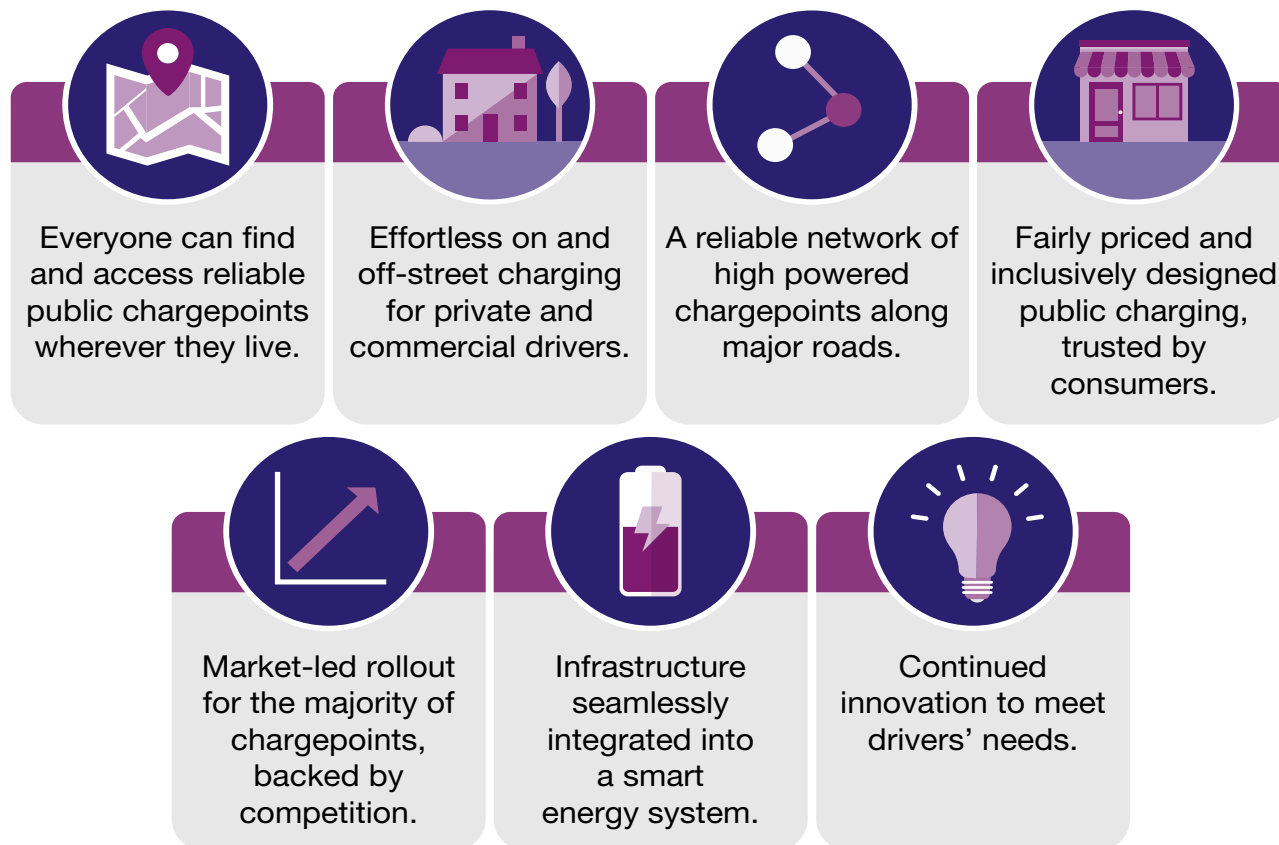 Everyone can find
and access reliable
public chargepoints
wherever they live.
Effortless on and
off-street charging
for private and
commercial drivers.
A reliable network of
high powered
chargepoints along
major roads.
Fairly priced and
inclusively designed
public charging,
trusted by
consumers.
Market-led rollout
for the majority of
chargepoints,
backed by
competition.
Infrastructure
seamlessly
integrated into
a smart
energy system.
Continued
innovation to meet
drivers’ needs.